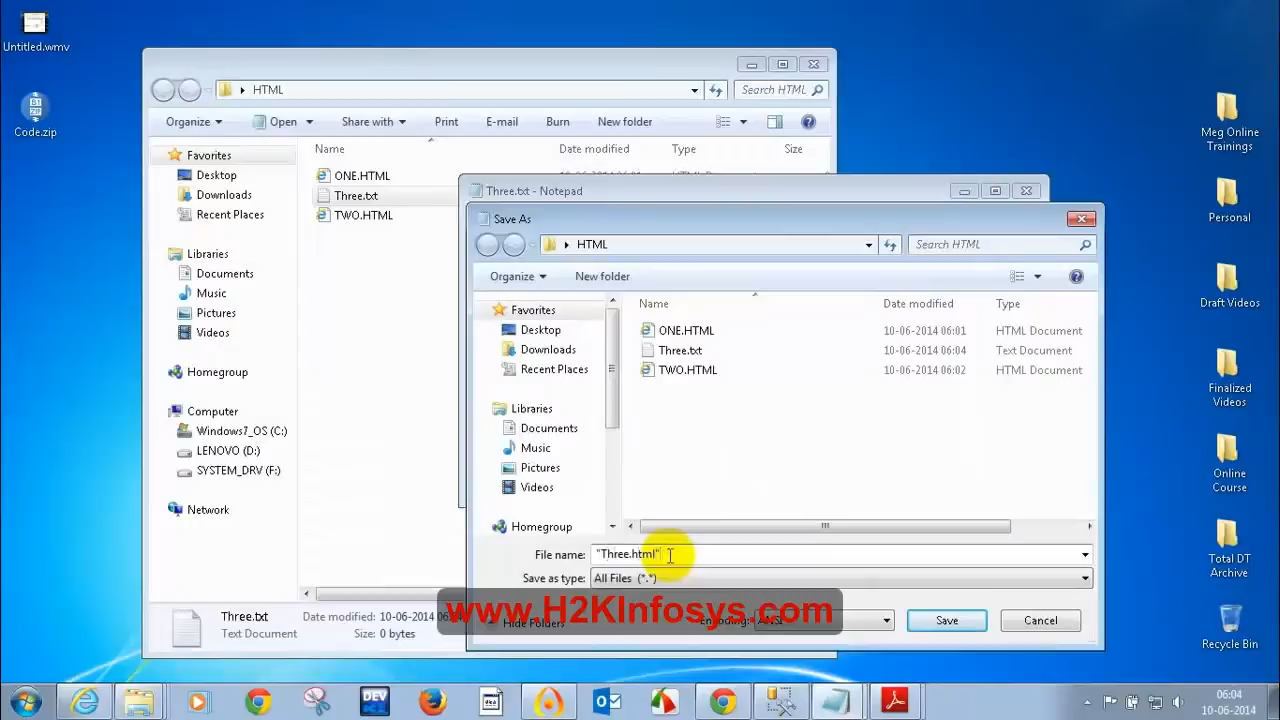 Untitled.wmv
Code.zip
HTML
Search HTML
Organize
Open
Share with
Print
E-mail
Burn
New folder
Name
Date modified
Type
Size
Favorites
Desktop
Downloads
Recent Places
Libraries
Documents
Music
Pictures
Videos
Homegroup
Computer
Windows7_OS (C:)
LENOVO (D:)
SYSTEM_DRV (F:)
Network
ONE.HTML
Three.txt
TWO.HTML
Three.txt
Date modified: 10-06-2014 06:04
Text Document
Size: 0 bytes
Three.txt - Notepad
Save As
HTML
Search HTML
Organize
New folder
Favorites
Desktop
Downloads
Recent Places
Libraries
Documents
Music
Pictures
Videos
Homegroup
Name
Date modified
Type
ONE.HTML
10-06-2014 06:01
HTML Document
Three.txt
10-06-2014 06:04
Text Document
TWO.HTML
10-06-2014 06:02
HTML Document
File name: "Three.html"
Save as type: All Files (*.*)
Hide Folders
Encoding: ANSI
Save
Cancel
www.H2KInfosys.com
Meg Online
Trainings
Personal
Draft Videos
Finalized
Videos
Online
Course
Total DT
Archive
Recycle Bin
DEV
06:04
10-06-2014